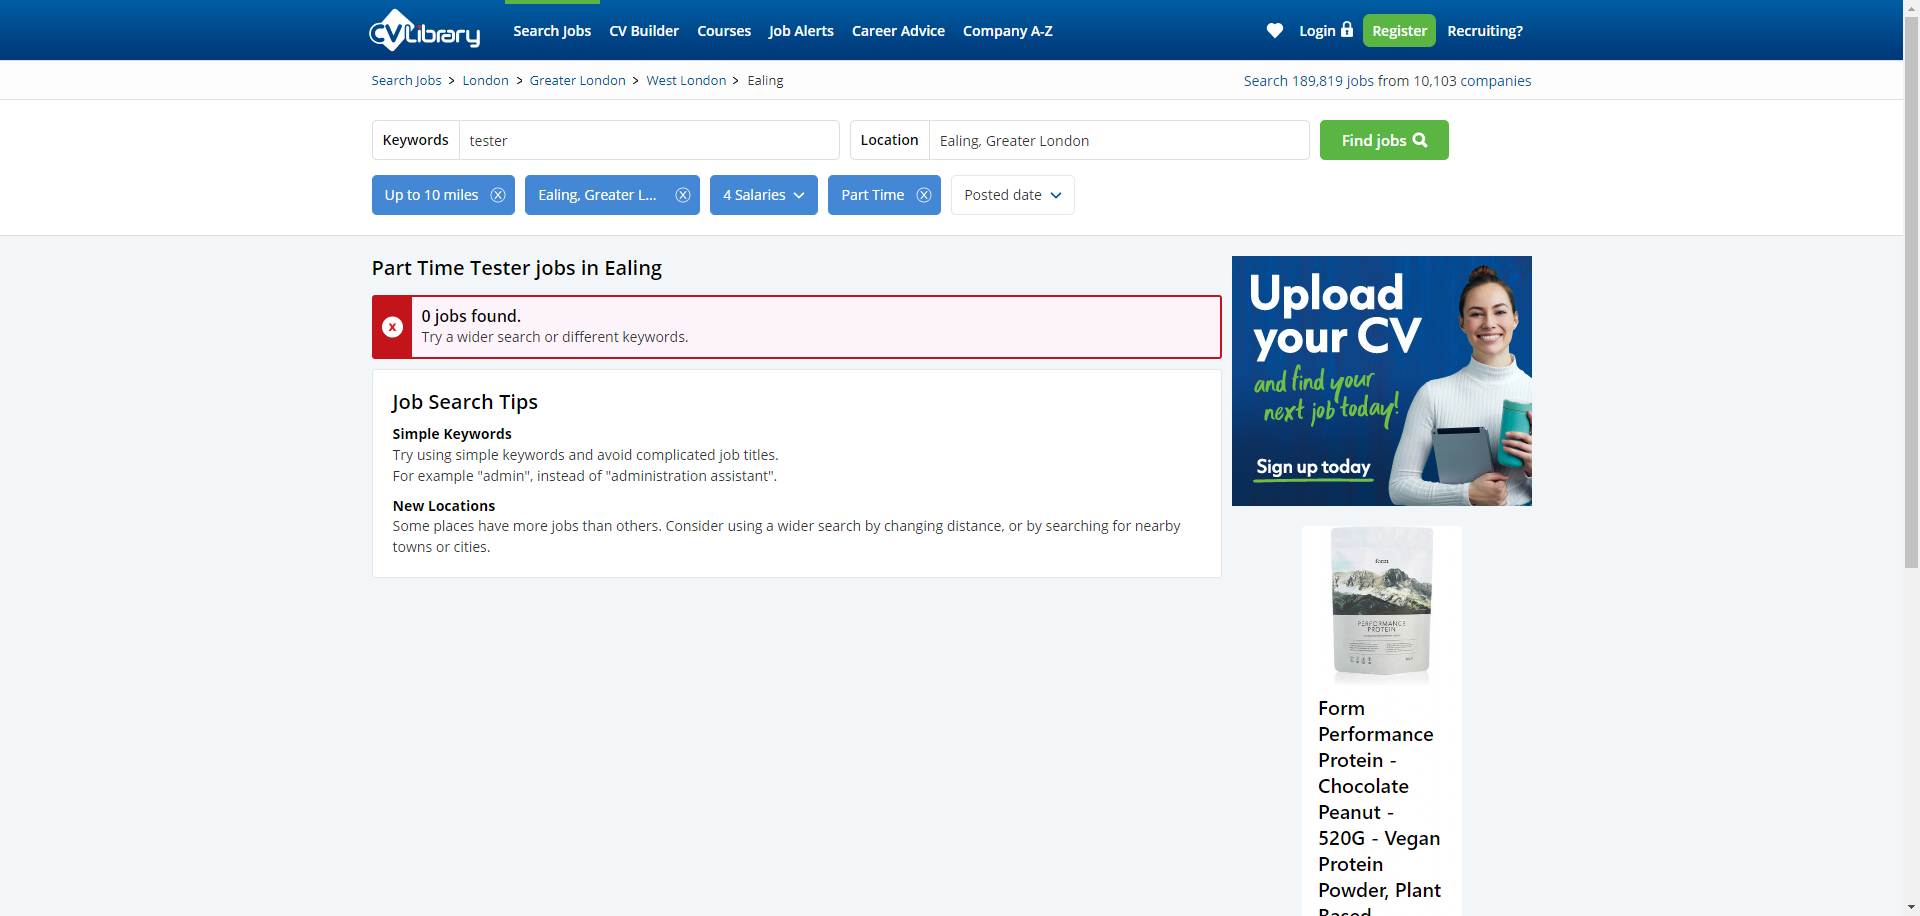 CVLibrary
Search Jobs CV Builder Courses Job Alerts Career Advice Company A-Z
Login Register Recruiting?
Search Jobs > London > Greater London > West London > Ealing
Search 189,819 jobs from 10,103 companies
Keywords tester
Location Ealing, Greater London
Find jobs
Up to 10 miles Ealing, Greater L... 4 Salaries Part Time Posted date
Part Time Tester jobs in Ealing
x
0 jobs found.
Try a wider search or different keywords.
Job Search Tips
Simple Keywords
Try using simple keywords and avoid complicated job titles.
For example "admin", instead of "administration assistant".
New Locations
Some places have more jobs than others. Consider using a wider search by changing distance, or by searching for nearby
towns or cities.
Upload
your CV
and find your
next job today!
Sign up today
form
PERFORMANCE
PROTEIN
Form
Performance
Protein -
Chocolate
Peanut -
520G - Vegan
Protein
Powder, Plant
Based